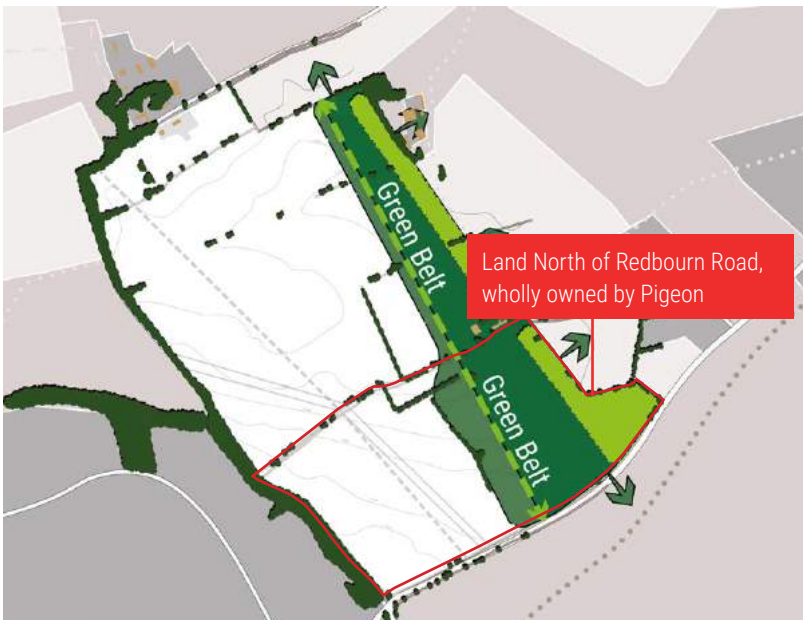 Green Belt
Land North of Redbourn Road,
wholly owned by Pigeon
Green Belt